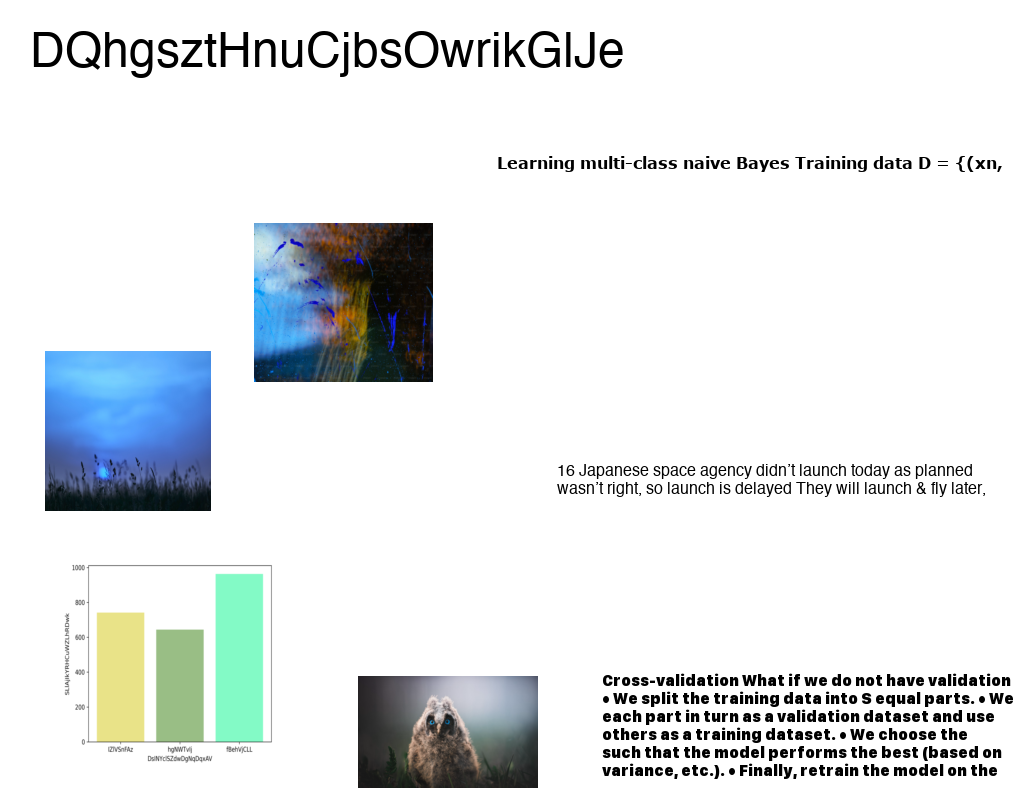 DQhgsztHnuCjbsOwrikGlJe
Learning multi-class naive Bayes Training data D = {(xn,
16 Japanese space agency didn’t launch today as planned
wasn’t right, so launch is delayed They will launch & fly later,
1000
800
600
400
200
0
hgNWTvlj
fBehVjCLL
Cross-validation What if we do not have validation
• We split the training data into S equal parts. • We
each part in turn as a validation dataset and use
others as a training dataset. • We choose the
such that the model performs the best (based on
variance, etc.). • Finally, retrain the model on the